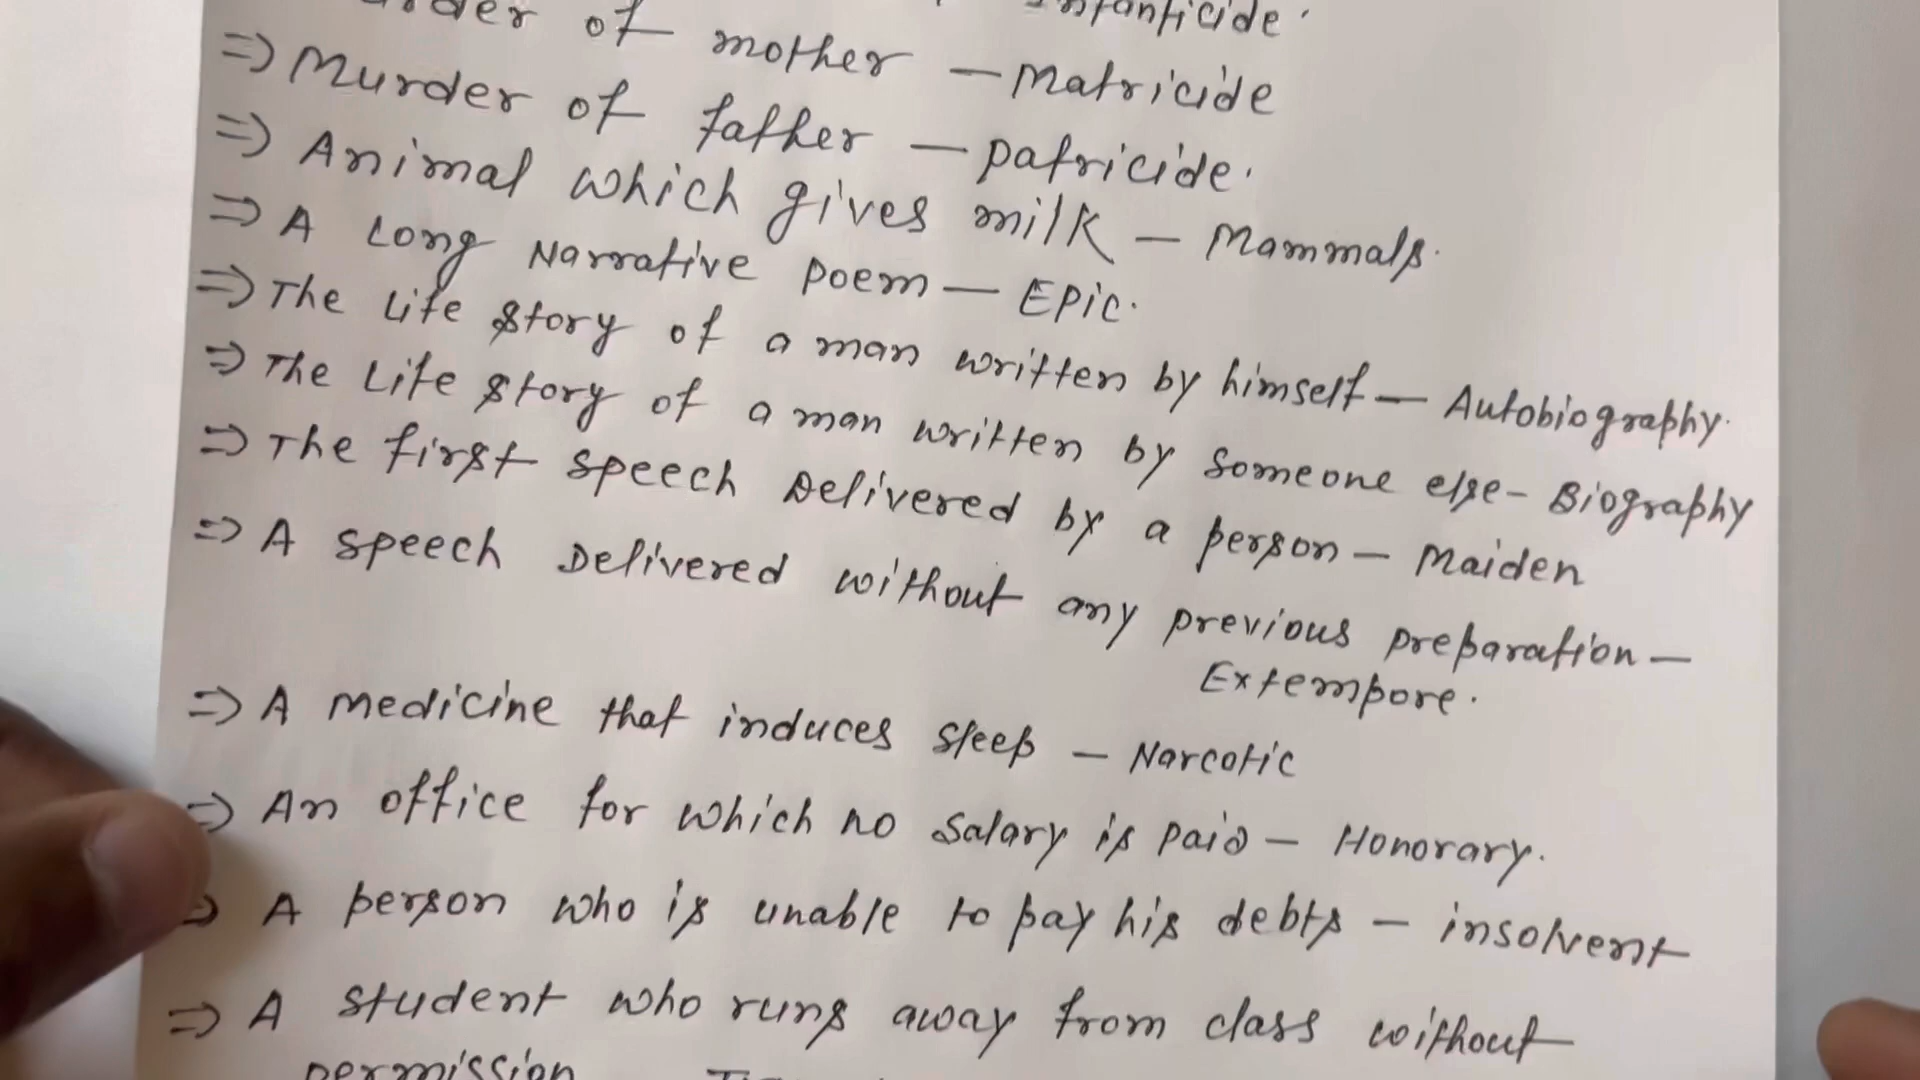 of mother — Matricide
⇒ Murder of father — patricide.
⇒ Animal which gives milk — Mammals.
⇒ A Long Narrative poem — Epic.
⇒ The Life story of a man written by himself — Autobiography.
⇒ The Life story of a man written by someone else - Biography
⇒ The first speech Delivered by a person — Maiden
⇒ A speech Delivered without any previous preparation —
Extempore.
⇒ A medicine that induces sleep — Narcotic
⇒ An office for which no salary is paid — Honorary.
⇒ A person who is unable to pay his debts — insolvent
⇒ A student who runs away from class without
permission